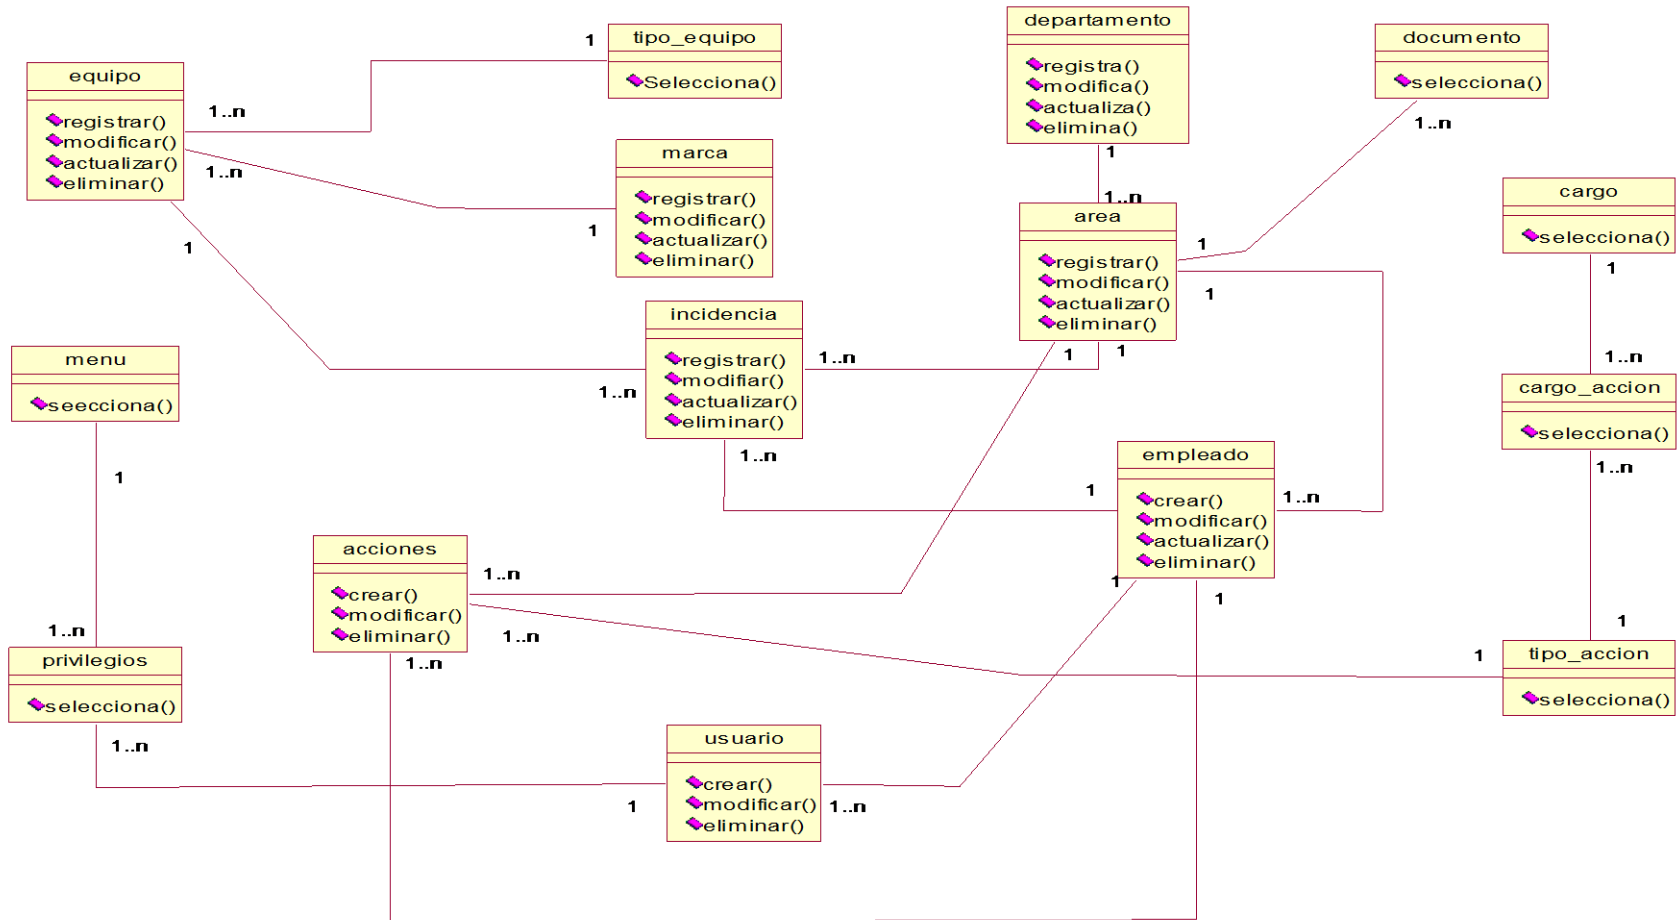 equipo
registrar()
modificar()
actualizar()
eliminar()
1..n
1..n
1
tipo_equipo
Selecciona()
1
marca
registrar()
modificar()
actualizar()
eliminar()
1
departamento
registra()
modifica()
actualiza()
elimina()
1
1..n
documento
selecciona()
1..n
area
registrar()
modificar()
actualizar()
eliminar()
1
1
1
1
cargo
selecciona()
1
1..n
cargo_accion
selecciona()
1..n
1
tipo_accion
selecciona()
1
incidencia
registrar()
modifiar()
actualizar()
eliminar()
1..n
1..n
1..n
menu
seecciona()
1
1..n
privilegios
selecciona()
1..n
empleado
crear()
modificar()
actualizar()
eliminar()
1
1..n
1
1
acciones
crear()
modificar()
eliminar()
1..n
1..n
1..n
usuario
crear()
modificar()
eliminar()
1
1..n